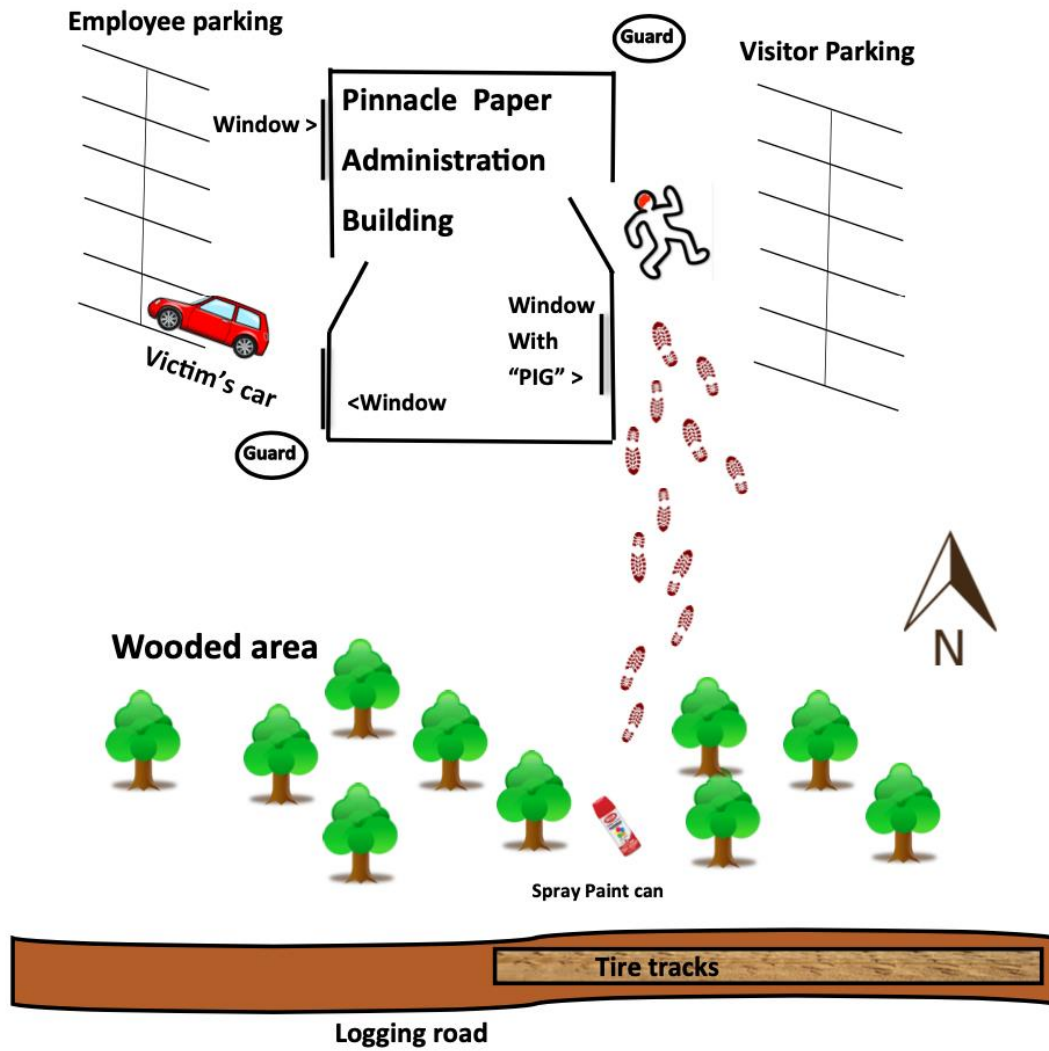 Employee parking
Guard
Visitor Parking
Window >
Pinnacle Paper
Administration
Building
Window
With
“PIG” >
Victim’s car
<Window
Guard
N
Wooded area
Spray Paint can
Tire tracks
Logging road